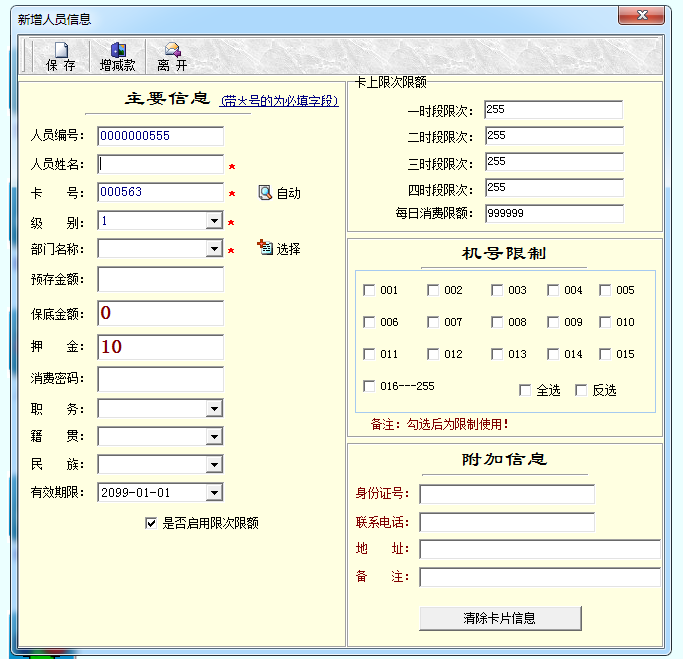 新增人员信息
保 存 增减款 离 开
主要信息 (带*号的为必填字段)
人员编号: 0000000555
人员姓名: *
卡 号: 000563 * 自动
级 别: 1 *
部门名称: * 选择
预存金额:
保底金额: 0
押 金: 10
消费密码:
职 务:
籍 贯:
民 族:
有效期限: 2099-01-01
是否启用限次限额
卡上限次限额
一时段限次: 255
二时段限次: 255
三时段限次: 255
四时段限次: 255
每日消费限额: 999999
机号限制
001 002 003 004 005
006 007 008 009 010
011 012 013 014 015
016---255 全选 反选
备注: 勾选后为限制使用!
附加信息
身份证号:
联系电话:
地 址:
备 注:
清除卡片信息